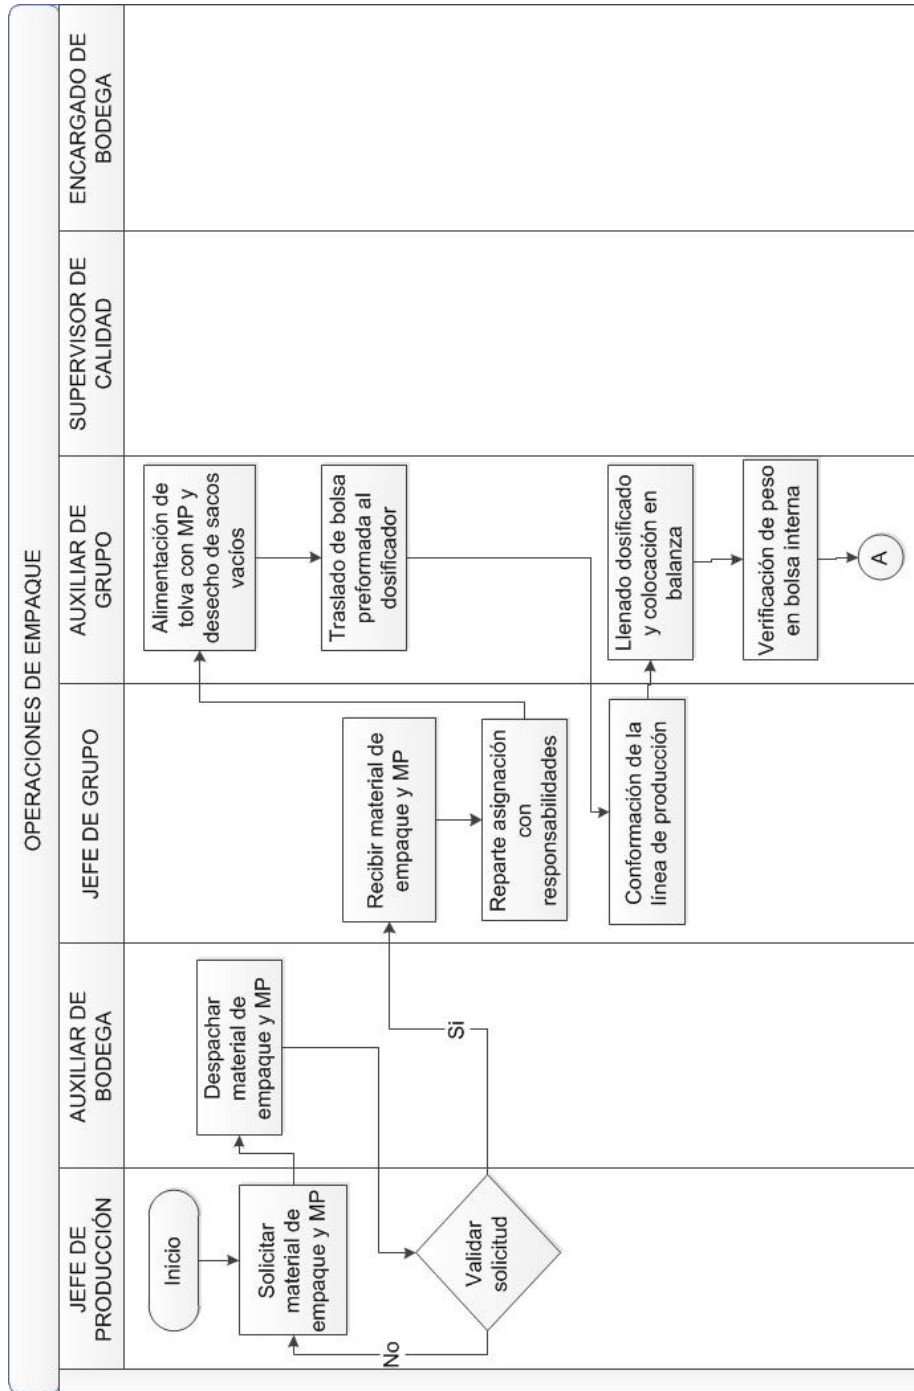 OPERACIONES DE EMPAQUE
JEFE DE
PRODUCCIÓN
AUXILIAR DE
BODEGA
JEFE DE GRUPO
AUXILIAR DE
GRUPO
SUPERVISOR DE
CALIDAD
ENCARGADO DE
BODEGA
Inicio
Solicitar
material de
empaque y MP
Despachar
material de
empaque y MP
Validar
solicitud
No
Si
Recibir material de
empaque y MP
Reparte asignación
con
responsabilidades
Alimentación de
tolva con MP y
desecho de sacos
vacíos
Traslado de bolsa
preformada al
dosificador
Conformación de la
línea de producción
Llenado dosificado
y colocación en
balanza
Verificación de peso
en bolsa interna
A